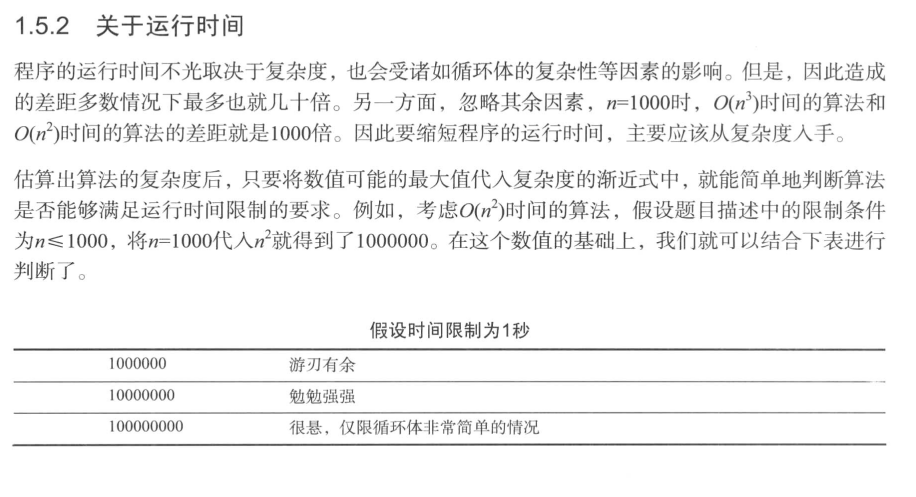 1.5.2 关于运行时间
程序的运行时间不光取决于复杂度，也会受诸如循环体的复杂性等因素的影响。但是，因此造成
的差距多数情况下最多也就几十倍。另一方面，忽略其余因素，n=1000时，O(n³)时间的算法和
O(n²)时间的算法的差距就是1000倍。因此要缩短程序的运行时间，主要应该从复杂度入手。
估算出算法的复杂度后，只要将数值可能的最大值代入复杂度的渐近式中，就能简单地判断算法
是否能够满足运行时间限制的要求。例如，考虑O(n²)时间的算法，假设题目描述中的限制条件
为n≤1000，将n=1000代入n²就得到了1000000。在这个数值的基础上，我们就可以结合下表进行
判断了。
假设时间限制为1秒
1000000 游刃有余
10000000 勉勉强强
100000000 很悬，仅限循环体非常简单的情况